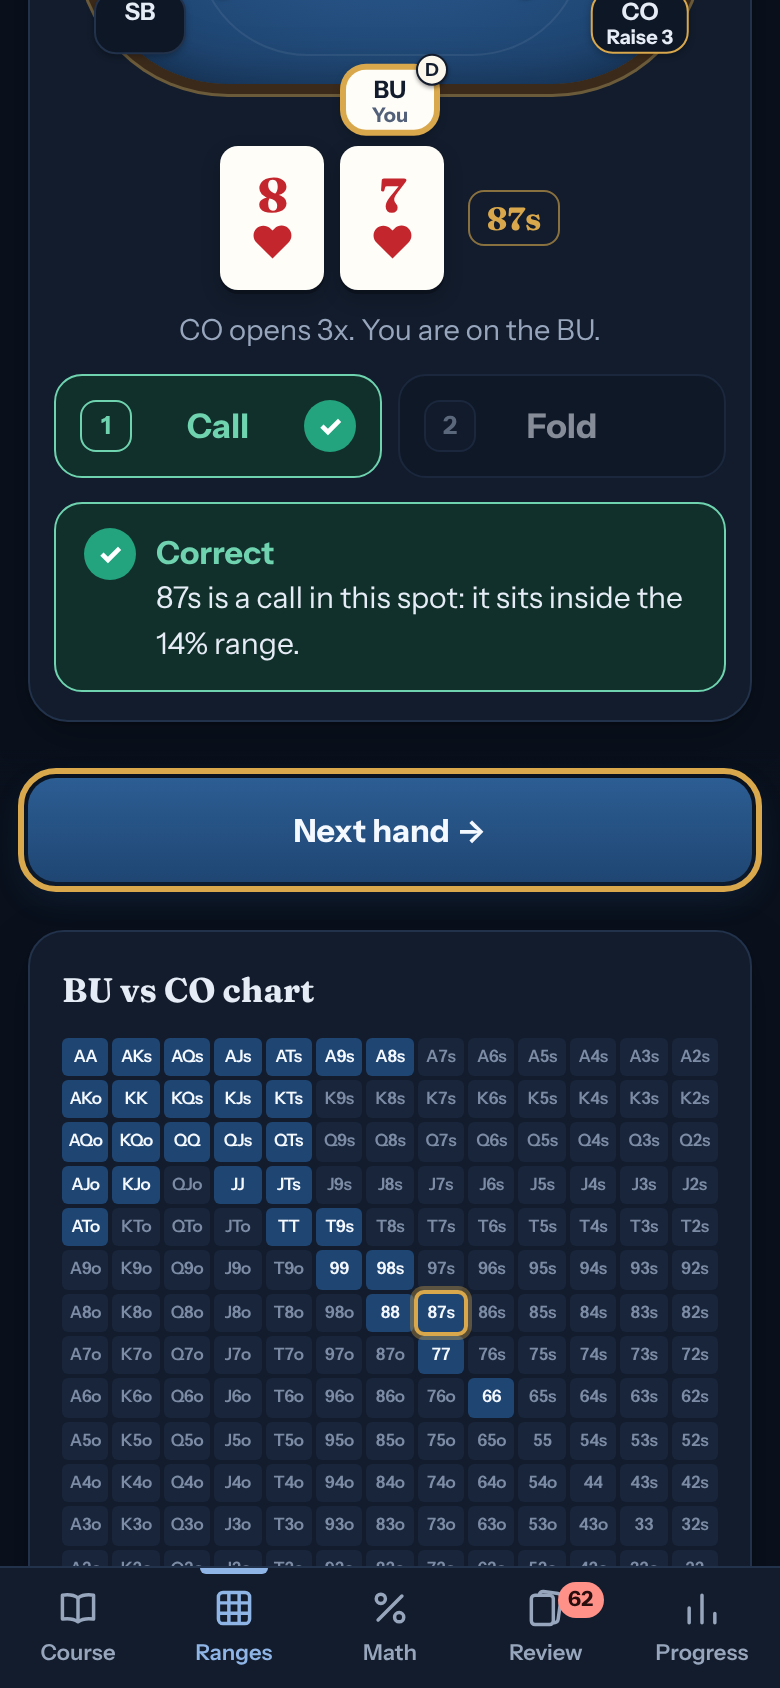 SB
CO
Raise 3
D
BU
You
8 7 87s
CO opens 3x. You are on the BU.
1 Call 2 Fold
Correct
87s is a call in this spot: it sits inside the
14% range.
Next hand →
BU vs CO chart
AA AKs AQs AJs ATs A9s A8s A7s A6s A5s A4s A3s A2s
AKo KK KQs KJs KTs K9s K8s K7s K6s K5s K4s K3s K2s
AQo KQo QQ QJs QTs Q9s Q8s Q7s Q6s Q5s Q4s Q3s Q2s
AJo KJo QJo JJ JTs J9s J8s J7s J6s J5s J4s J3s J2s
ATo KTo QTo JTo TT T9s T8s T7s T6s T5s T4s T3s T2s
A9o K9o Q9o J9o T9o 99 98s 97s 96s 95s 94s 93s 92s
A8o K8o Q8o J8o T8o 98o 88 87s 86s 85s 84s 83s 82s
A7o K7o Q7o J7o T7o 97o 87o 77 76s 75s 74s 73s 72s
A6o K6o Q6o J6o T6o 96o 86o 76o 66 65s 64s 63s 62s
A5o K5o Q5o J5o T5o 95o 85o 75o 65o 55 54s 53s 52s
A4o K4o Q4o J4o T4o 94o 84o 74o 64o 54o 44 43s 42s
A3o K3o Q3o J3o T3o 93o 83o 73o 63o 53o 43o 33 32s
62
Course Ranges Math Review Progress